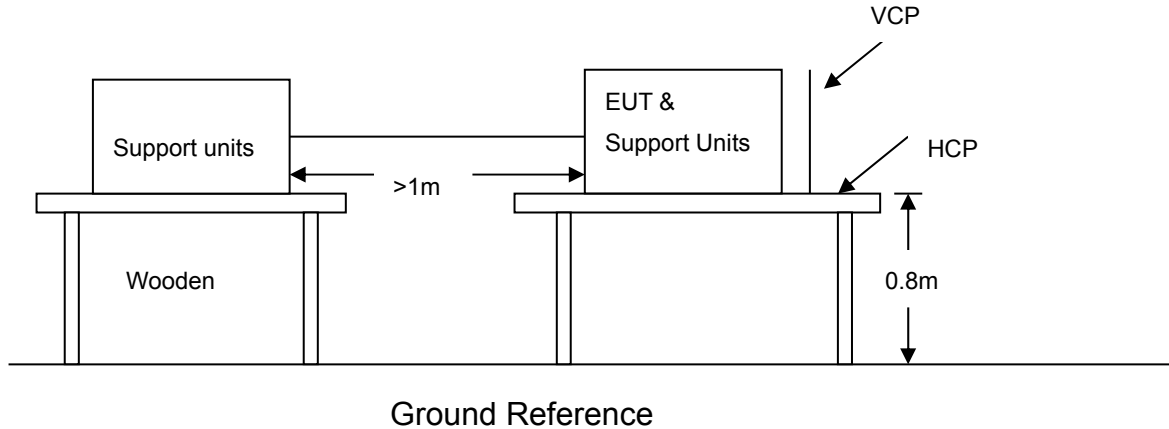 VCP
EUT &
Support Units
Support units
HCP
>1m
Wooden
0.8m
Ground Reference